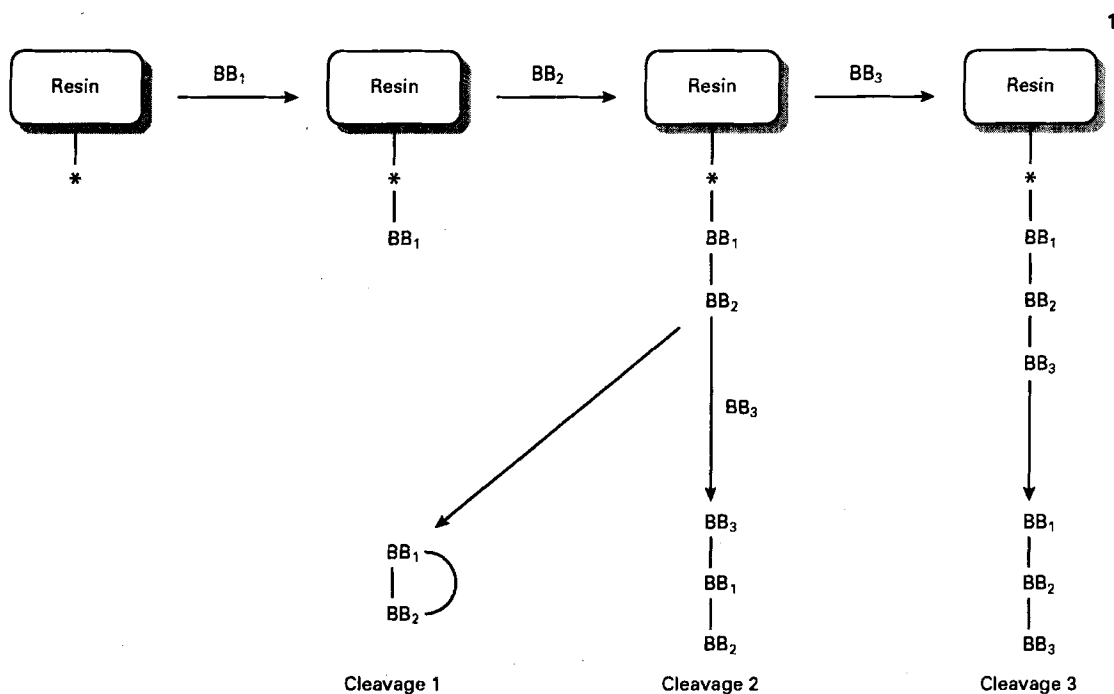 1
BB₁ BB₂ BB₃
Resin Resin Resin Resin
* * * *
BB₁ BB₁ BB₁
BB₂ BB₂
BB₃
BB₃
BB₁ BB₃ BB₁
BB₂ BB₁ BB₂
BB₂ BB₃
Cleavage 1 Cleavage 2 Cleavage 3